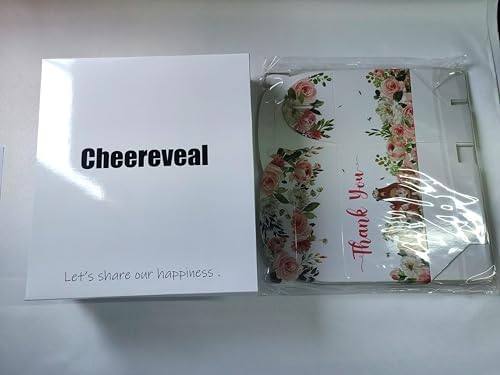 Cheereveal
Let's share our happiness .
Thank You